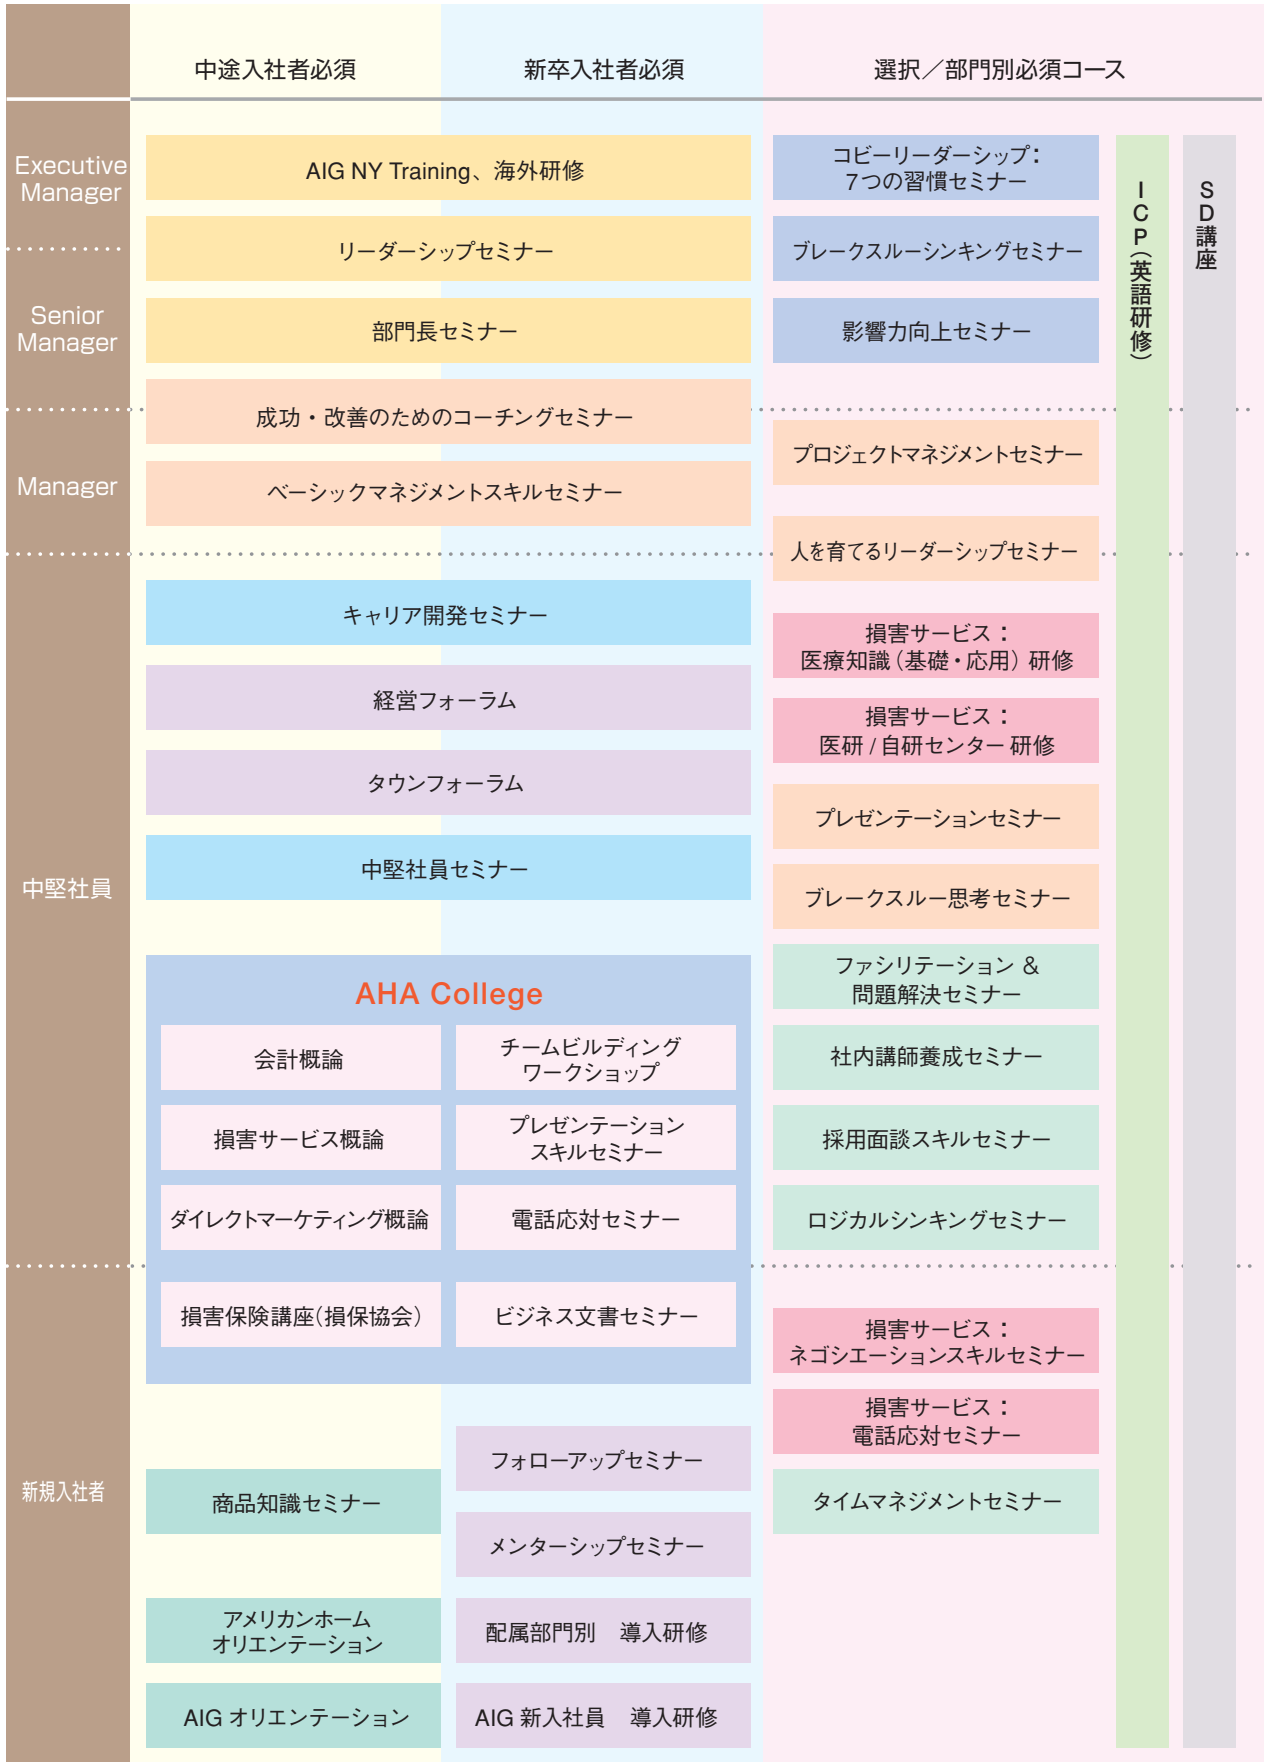 中途入社者必須
新卒入社者必須
選択／部門別必須コース
Executive
Manager
Senior
Manager
Manager
中堅社員
新規入社者
AIG NY Training、海外研修
リーダーシップセミナー
部門長セミナー
成功・改善のためのコーチングセミナー
ベーシックマネジメントスキルセミナー
キャリア開発セミナー
経営フォーラム
タウンフォーラム
中堅社員セミナー
AHA College
会計概論
チームビルディング
ワークショップ
損害サービス概論
プレゼンテーション
スキルセミナー
ダイレクトマーケティング概論
電話応対セミナー
損害保険講座(損保協会)
ビジネス文書セミナー
フォローアップセミナー
商品知識セミナー
メンターシップセミナー
アメリカンホーム
オリエンテーション
配属部門別　導入研修
AIG オリエンテーション
AIG 新入社員　導入研修
コビーリーダーシップ：
7つの習慣セミナー
ブレークスルーシンキングセミナー
影響力向上セミナー
プロジェクトマネジメントセミナー
人を育てるリーダーシップセミナー
損害サービス：
医療知識（基礎・応用）研修
損害サービス：
医研 / 自研センター 研修
プレゼンテーションセミナー
ブレークスルー思考セミナー
ファシリテーション ＆
問題解決セミナー
社内講師養成セミナー
採用面談スキルセミナー
ロジカルシンキングセミナー
損害サービス：
ネゴシエーションスキルセミナー
損害サービス：
電話応対セミナー
タイムマネジメントセミナー
ICP（英語研修）
SD講座